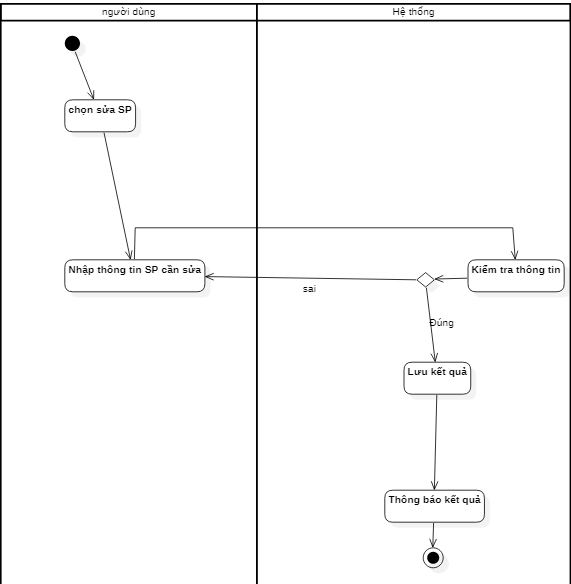 người dùng
Hệ thống
chọn sửa SP
Nhập thông tin SP cần sửa
Kiểm tra thông tin
sai
Đúng
Lưu kết quả
Thông báo kết quả